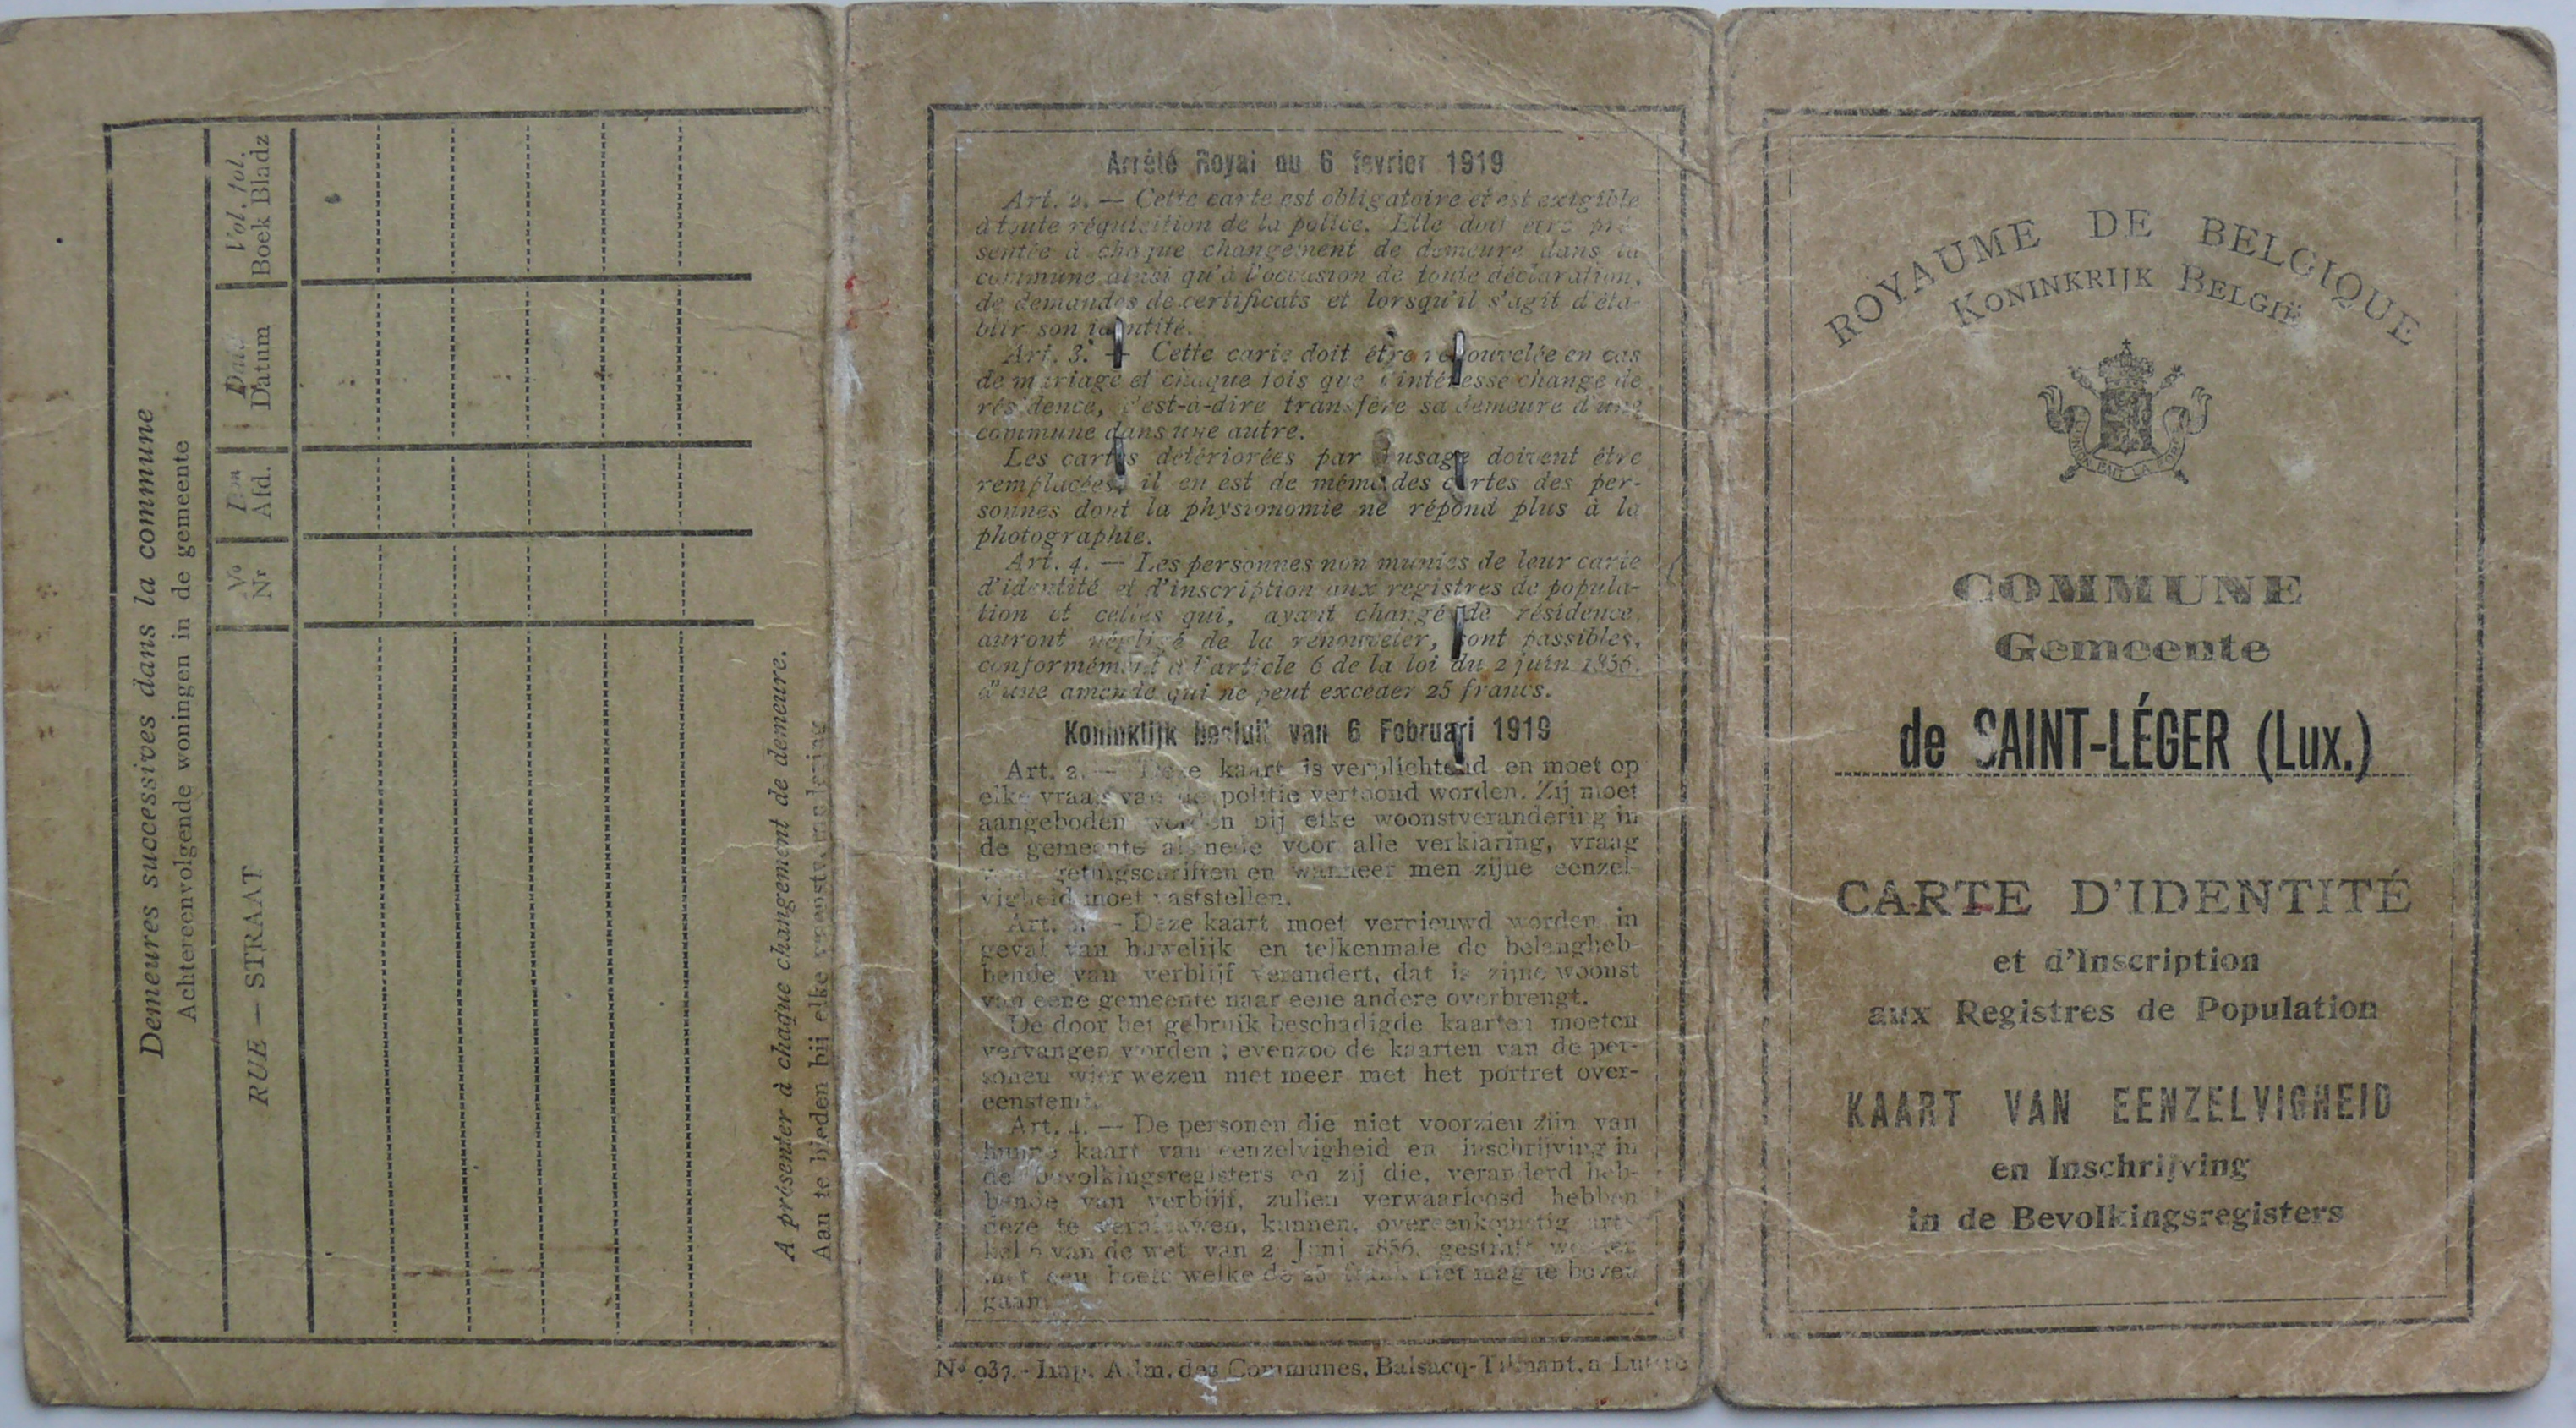 Demeures successives dans la commune
Achtereenvolgende woningen in de gemeente
RUE — STRAAT
Nr
Afd.
Datum
Vol. fol.
Boek Bladz
A présenter à chaque changement de demeure.
Aan te bieden bij elke
Arrêté Royal du 6 fevrier 1919
Art. 2. — Cette carte est obligatoire et est exigible
à toute réquisition de la police. Elle doit etre pré
sentée à chaque changement de demeure dans la
commune ainsi qu'à l'occasion de toute déclaration,
de demandes de certificats et lorsqu'il s'agit d'éta-
blir son identité.
Art. 3. — Cette carte doit être renouvelée en cas
de mariage et chaque fois que l'intéresse change de
résidence, c'est-à-dire transfère sa demeure d'une
commune dans une autre.
Les cartes détériorées par usage doivent être
remplacées, il en est de même des cartes des per-
sonnes dont la physionomie ne répond plus à la
photographie.
Art. 4. — Les personnes non munies de leur carte
d'identité et d'inscription aux registres de popula-
tion et celles qui, ayant changé de résidence,
auront négligé de la renouveler, sont passibles,
conformément à l'article 6 de la loi du 2 juin 1856.
d'une amende qui ne peut excéder 25 francs.
Koninklijk besluit van 6 Februari 1919
Art. 2. — Deze kaart is verplichtend en moet op
elke vraag van de politie vertoond worden. Zij moet
aangeboden worden bij elke woonstverandering in
de gemeente alsmede voor alle verklaring, vraag
getuigschriften en wanneer men zijne eenzel-
vigheid moet vaststellen.
Art. 3. — Deze kaart moet vernieuwd worden in
geval van huwelijk en telkenmale de belangheb-
bende van verblijf verandert, dat is zijne woonst
van eene gemeente naar eene andere overbrengt.
De door het gebruik beschadigde kaarten moeten
vervangen worden ; evenzoo de kaarten van de per-
sonen wier wezen niet meer met het portret over-
eenstemt.
Art. 4. — De personen die niet voorzien zijn van
hunne kaart van eenzelvigheid en inschrijving in
de bevolkingsregisters en zij die, veranderd heb-
bende van verblijf, zullen verwaarloosd hebben
deze te vernieuwen, kunnen, overeenkomstig arti-
kel 6 van de wet van 2 Juni 1856, gestraft worden
met een boete welke de 25 frank niet mag te boven
gaan
No 937. - Imp. Adm. des Communes, Balsacq-Tilmant, a Luttre
ROYAUME DE BELGIQUE
KONINKRIJK BELGIË
COMMUNE
Gemeente
de SAINT-LÉGER (Lux.)
CARTE D'IDENTITÉ
et d'Inscription
aux Registres de Population
KAART VAN EENZELVIGHEID
en Inschrijving
in de Bevolkingsregisters